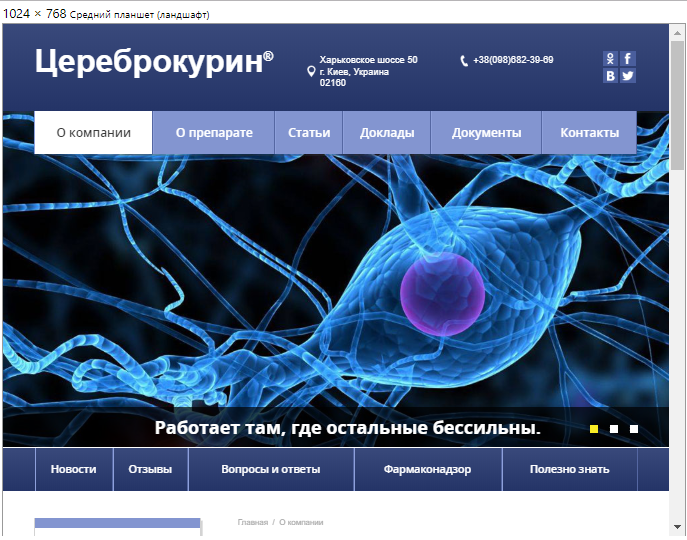 1024 × 768 Средний планшет (ландшафт)
Цереброкурин®
Харьковское шоссе 50
г. Киев, Украина
02160
+38(098)682-39-69
О компании
О препарате
Статьи
Доклады
Документы
Контакты
Работает там, где остальные бессильны.
Новости
Отзывы
Вопросы и ответы
Фармаконадзор
Полезно знать
Главная / О компании